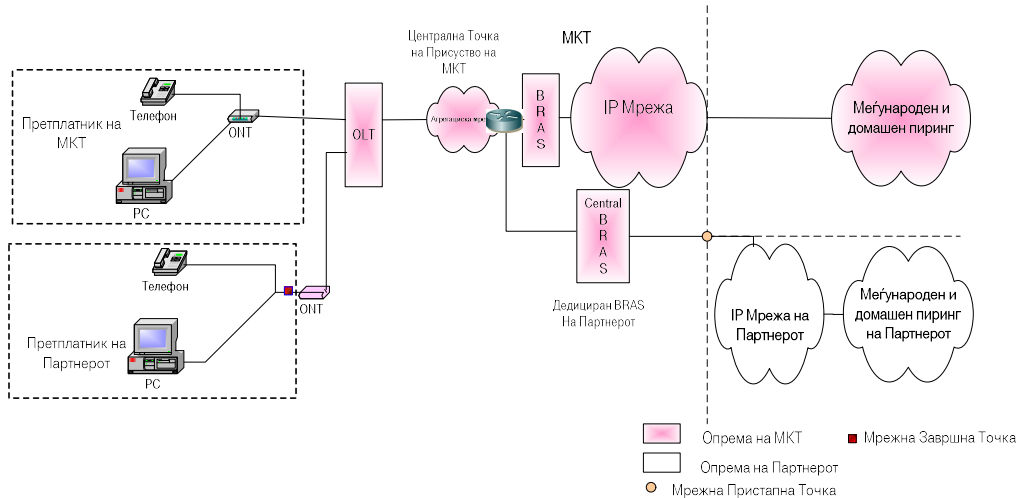 Централна Точка
на Присуство на
МКТ
МКТ
Телефон
ONT
Претплатник на
МКТ
PC
OLT
Агрегациска мреж
B
R
A
S
IP Мрежа
Меѓународен и
домашен пиринг
Central
B
R
A
S
Дедициран BRAS
На Партнерот
Телефон
ONT
Претплатник на
Партнерот
PC
IP Мрежа на
Партнерот
Меѓународен и
домашен пиринг
на Партнерот
Опрема на МКТ
Мрежна Завршна Точка
Опрема на Партнерот
Мрежна Пристапна Точка